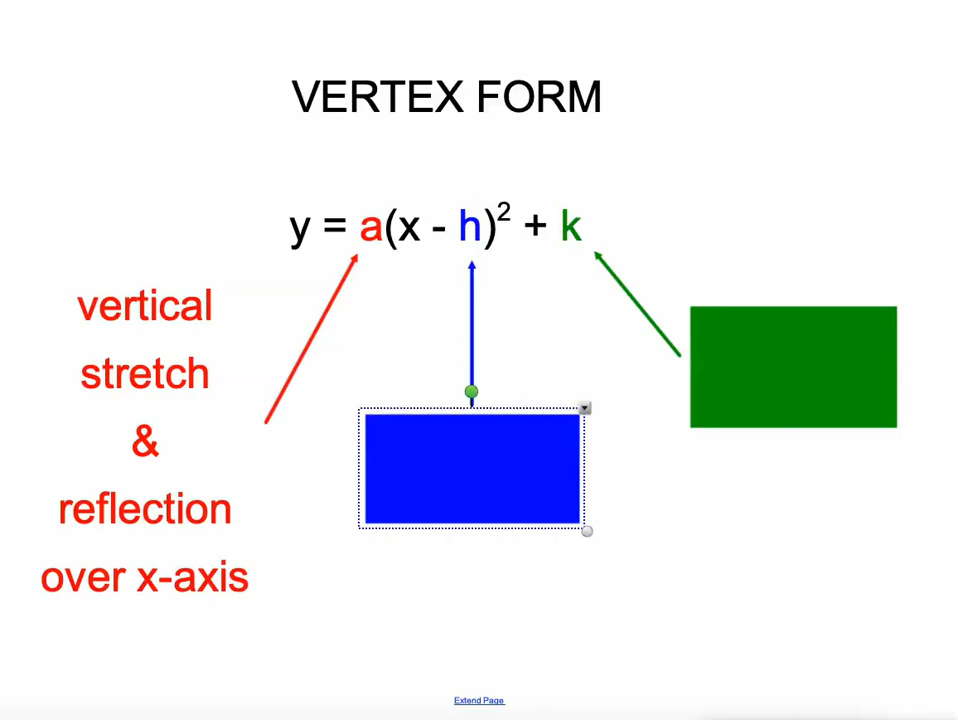 VERTEX FORM
y = a(x - h)² + k
vertical
stretch
&
reflection
over x-axis
Extend Page